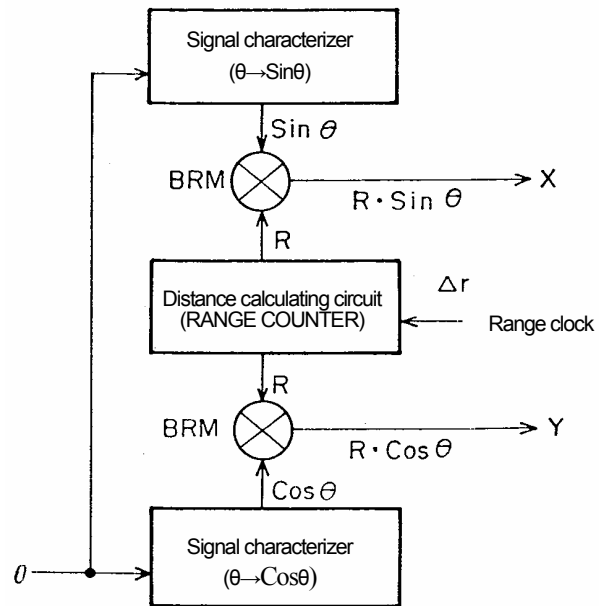 Signal characterizer
(θ→Sinθ)
Sin θ
BRM
X
R · Sin θ
R
Distance calculating circuit
(RANGE COUNTER)
Δr
Range clock
R
BRM
Y
R · Cos θ
Cos θ
Signal characterizer
(θ→Cosθ)
θ